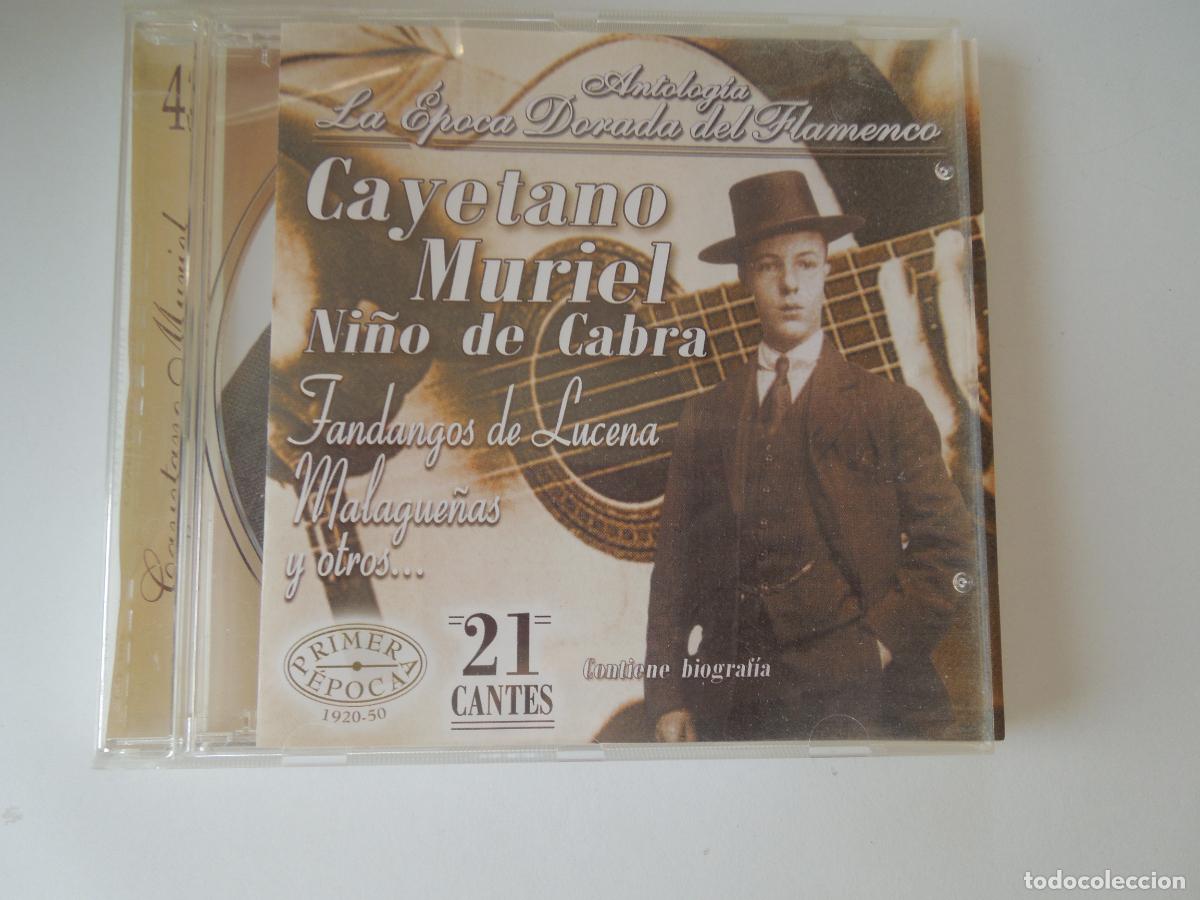 Antología
La Época Dorada del Flamenco
Cayetano
Muriel
Niño de Cabra
Fandangos de Lucena
Malagueñas
y otros...
PRIMERA
ÉPOCA
1920-50
21
CANTES
Contiene biografía
Cayetano Muriel
todocoleccion